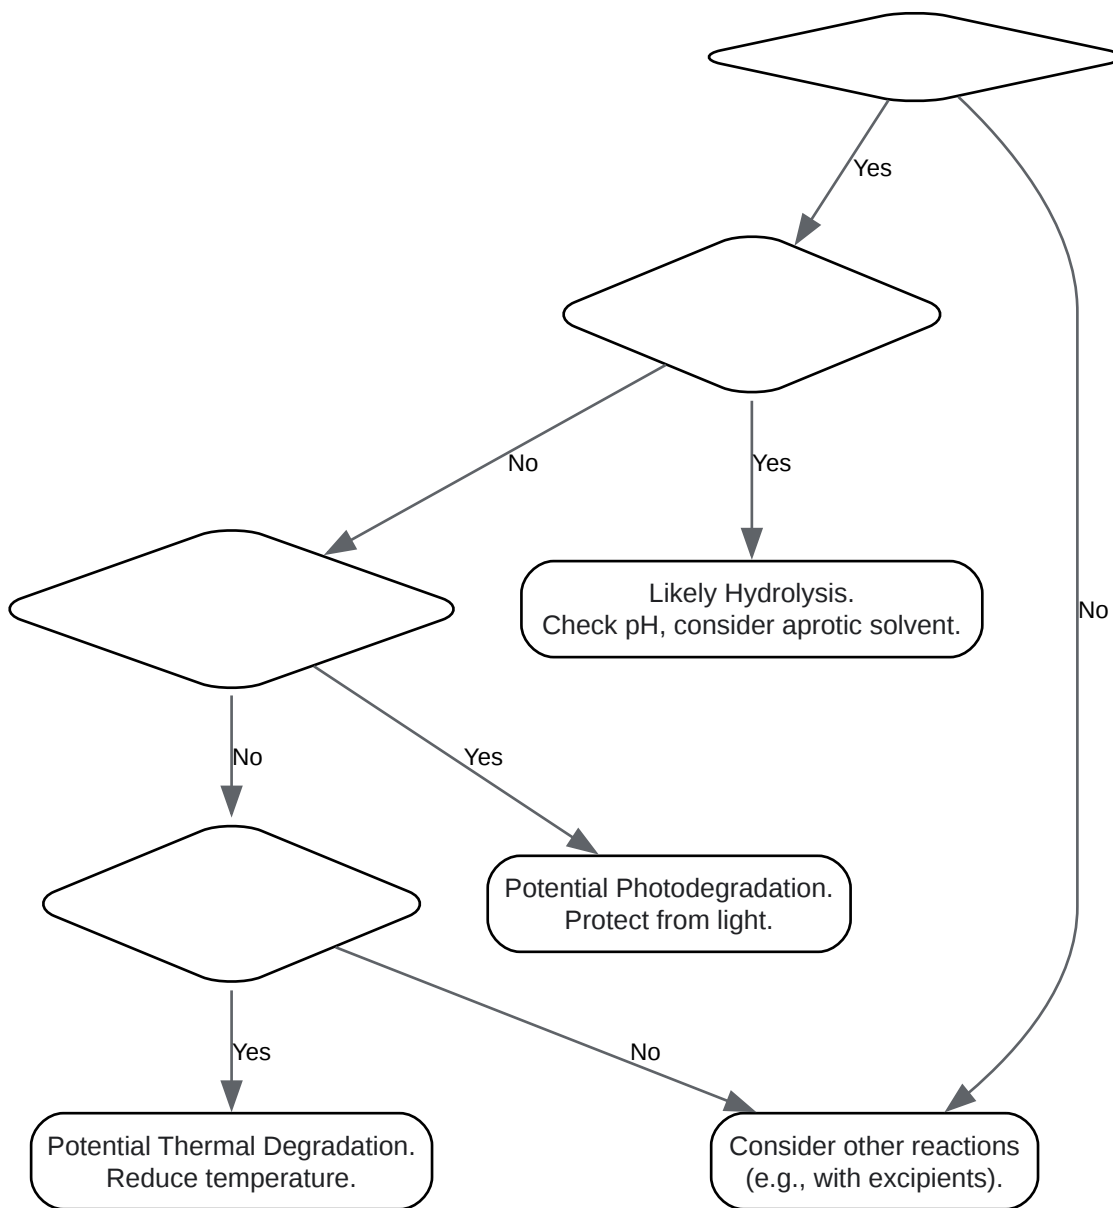 Yes
No
Yes
Likely Hydrolysis.
Check pH, consider aprotic solvent.
No
No
Yes
Potential Photodegradation.
Protect from light.
Yes
No
Potential Thermal Degradation.
Reduce temperature.
Consider other reactions
(e.g., with excipients).